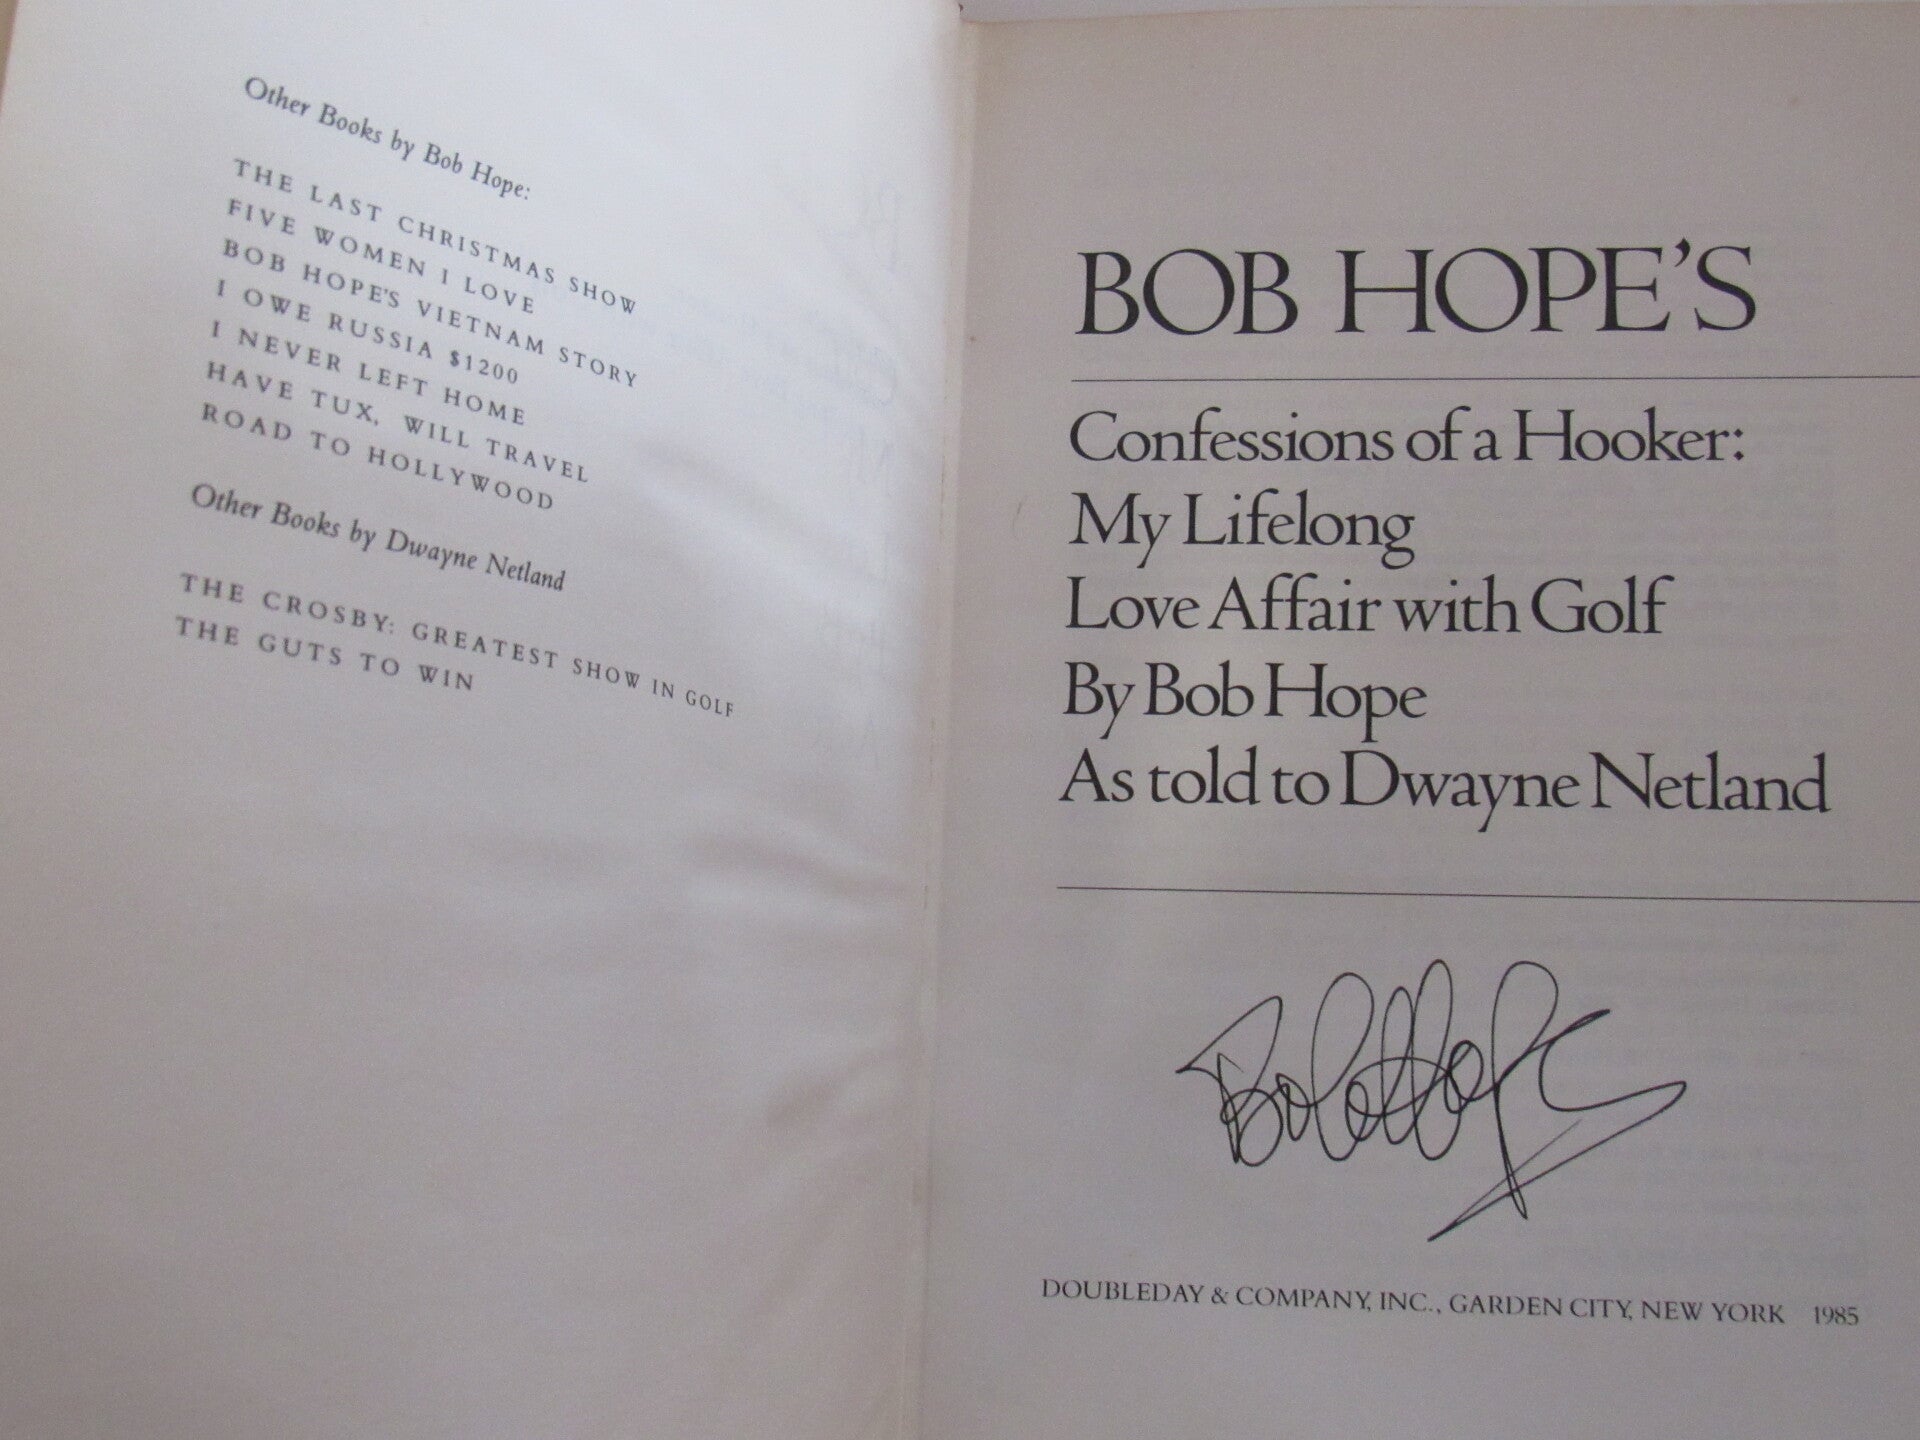 Other Books by Bob Hope:
THE LAST CHRISTMAS SHOW
FIVE WOMEN I LOVE
BOB HOPE'S VIETNAM STORY
I OWE RUSSIA $1200
I NEVER LEFT HOME
HAVE TUX, WILL TRAVEL
ROAD TO HOLLYWOOD
Other Books by Dwayne Netland
THE CROSBY: GREATEST SHOW IN GOLF
THE GUTS TO WIN
BOB HOPE'S
Confessions of a Hooker:
My Lifelong
Love Affair with Golf
By Bob Hope
As told to Dwayne Netland
Bob Hope
DOUBLEDAY & COMPANY, INC., GARDEN CITY, NEW YORK 1985